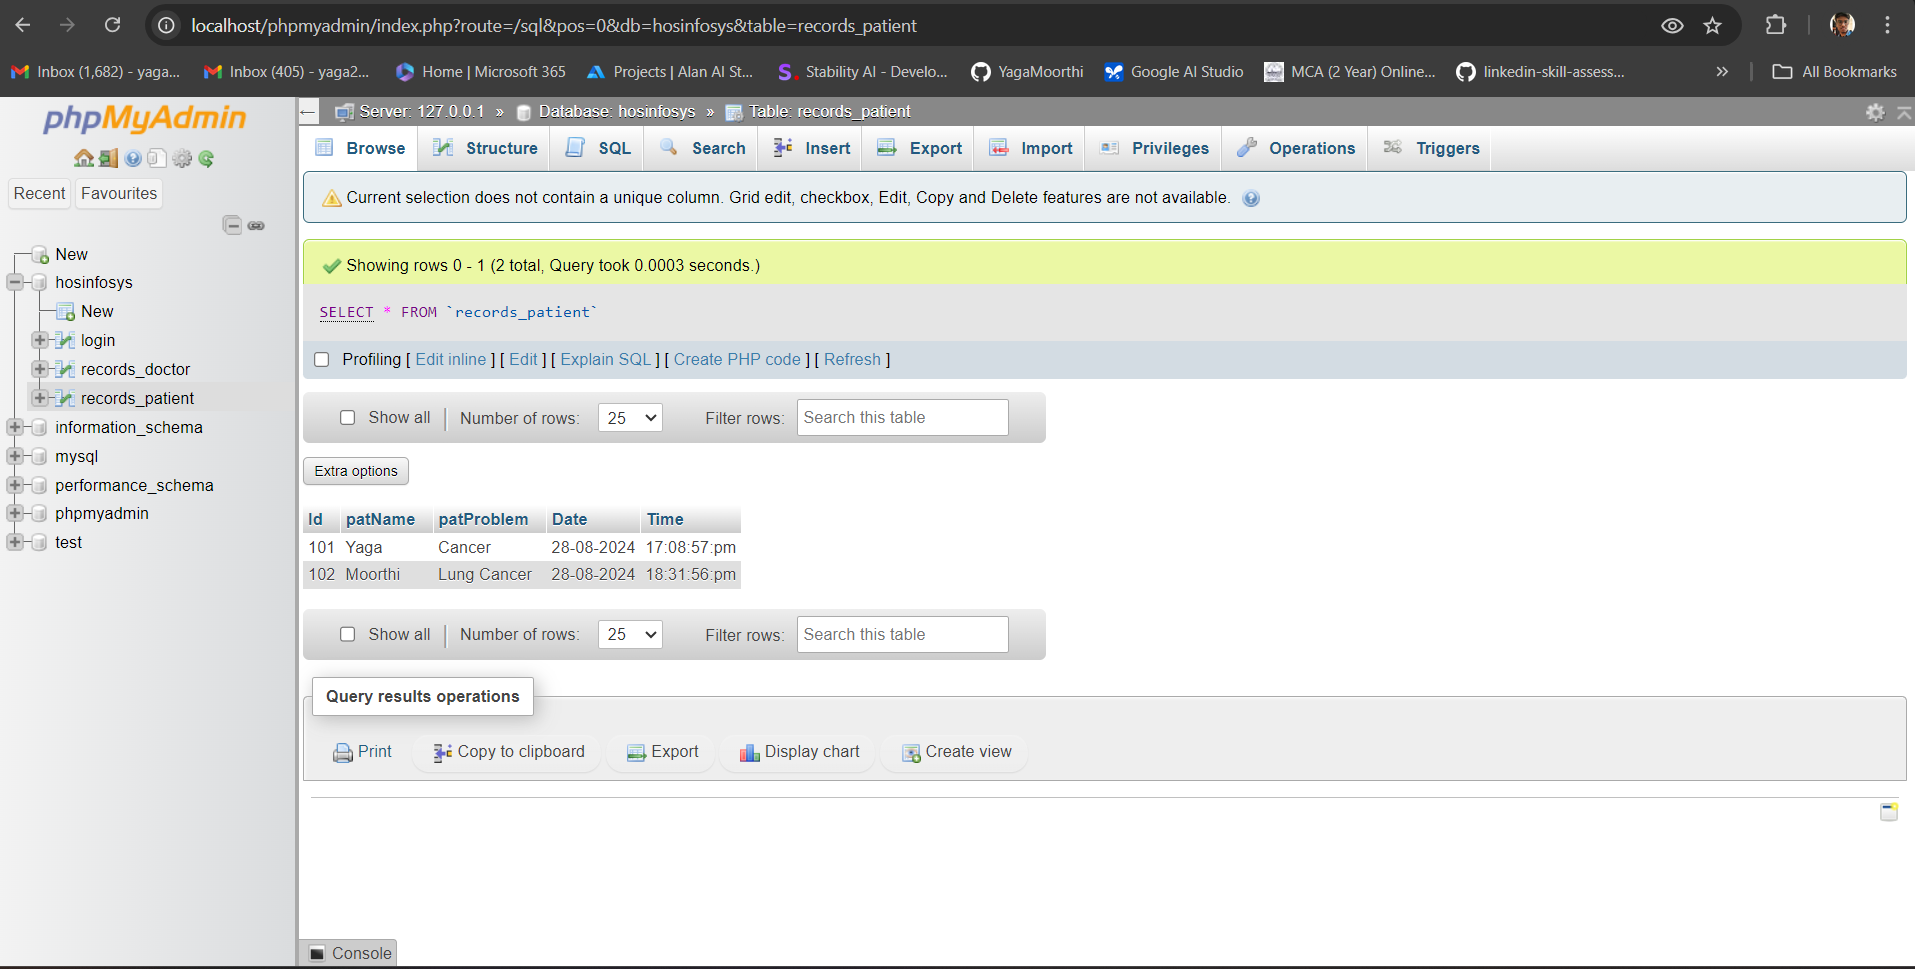 localhost/phpmyadmin/index.php?route=/sql&pos=0&db=hosinfosys&table=records_patient
Inbox (1,682) - yaga...
Inbox (405) - yaga2...
Home | Microsoft 365
Projects | Alan AI St...
Stability AI - Develo...
YagaMoorthi
Google AI Studio
MCA (2 Year) Online...
linkedin-skill-assess...
»
All Bookmarks
phpMyAdmin
Recent
Favourites
New
hosinfosys
New
login
records_doctor
records_patient
information_schema
mysql
performance_schema
phpmyadmin
test
Server: 127.0.0.1 » Database: hosinfosys » Table: records_patient
Browse
Structure
SQL
Search
Insert
Export
Import
Privileges
Operations
Triggers
Current selection does not contain a unique column. Grid edit, checkbox, Edit, Copy and Delete features are not available.
Showing rows 0 - 1 (2 total, Query took 0.0003 seconds.)
SELECT * FROM `records_patient`
Profiling [ Edit inline ] [ Edit ] [ Explain SQL ] [ Create PHP code ] [ Refresh ]
Show all | Number of rows: 25 Filter rows: Search this table
Extra options
Id patName patProblem Date Time
101 Yaga Cancer 28-08-2024 17:08:57:pm
102 Moorthi Lung Cancer 28-08-2024 18:31:56:pm
Show all | Number of rows: 25 Filter rows: Search this table
Query results operations
Print
Copy to clipboard
Export
Display chart
Create view
Console